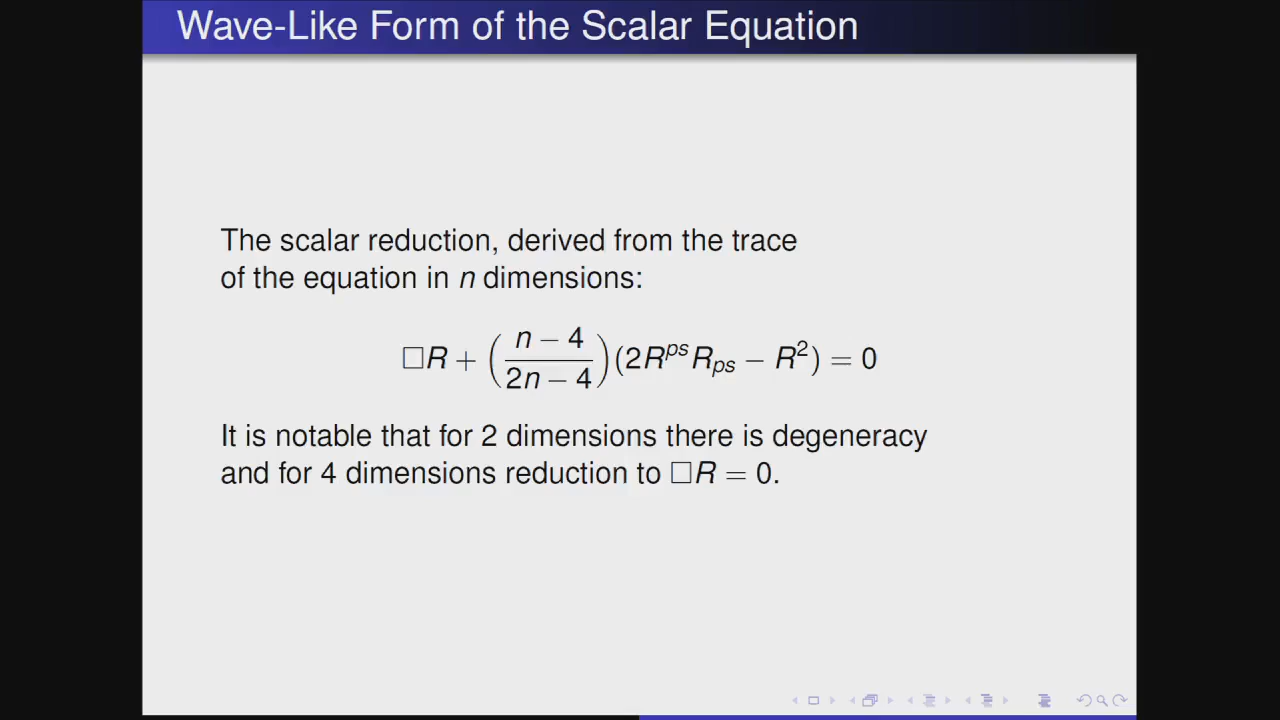 Wave-Like Form of the Scalar Equation
The scalar reduction, derived from the trace
of the equation in n dimensions:
□R + ((n − 4)/(2n − 4))(2R^{ps}R_{ps} − R²) = 0
It is notable that for 2 dimensions there is degeneracy
and for 4 dimensions reduction to □R = 0.